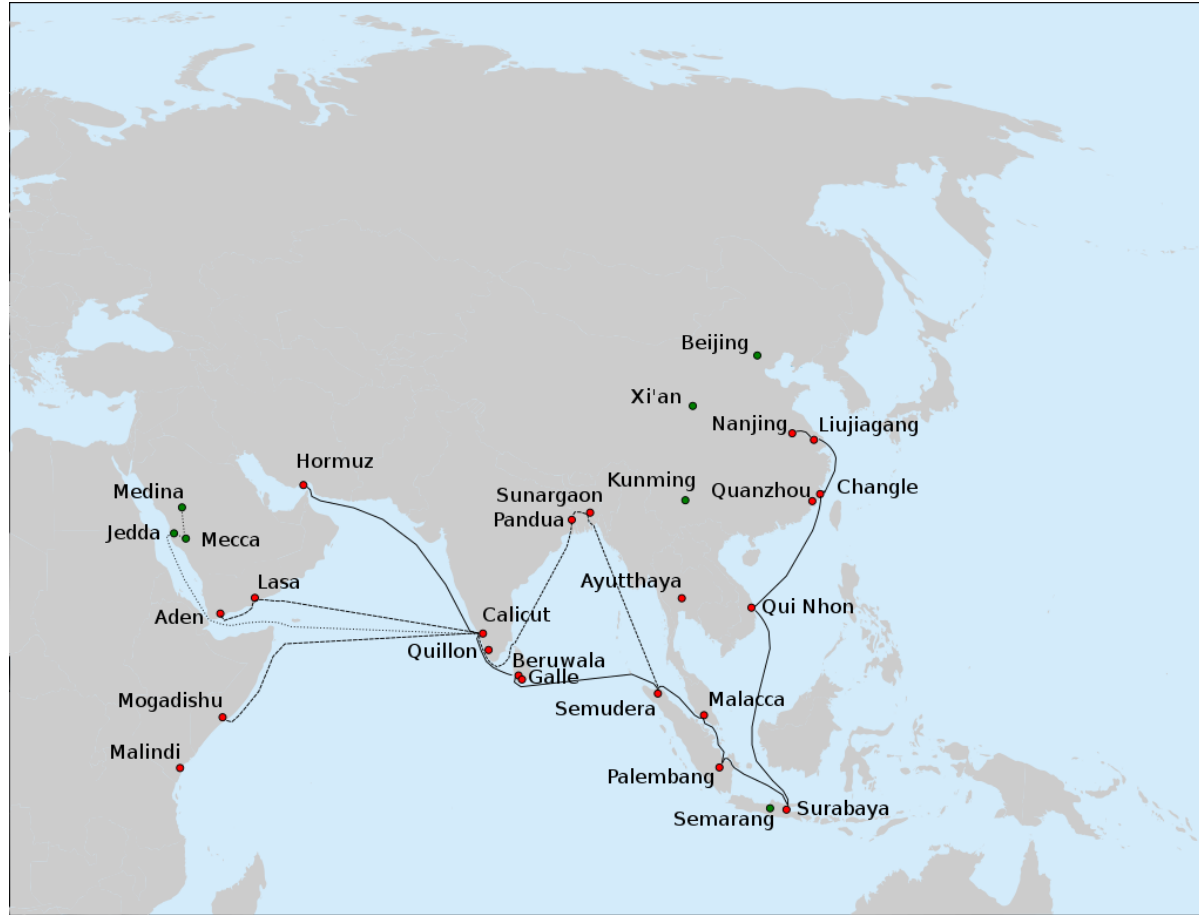 Beijing
Xi'an
Nanjing
Liujiagang
Hormuz
Kunming
Quanzhou
Changle
Medina
Sunargaon
Pandua
Jedda
Mecca
Lasa
Ayutthaya
Aden
Calicut
Qui Nhon
Quillon
Beruwala
Galle
Mogadishu
Semudera
Malacca
Malindi
Palembang
Semarang
Surabaya